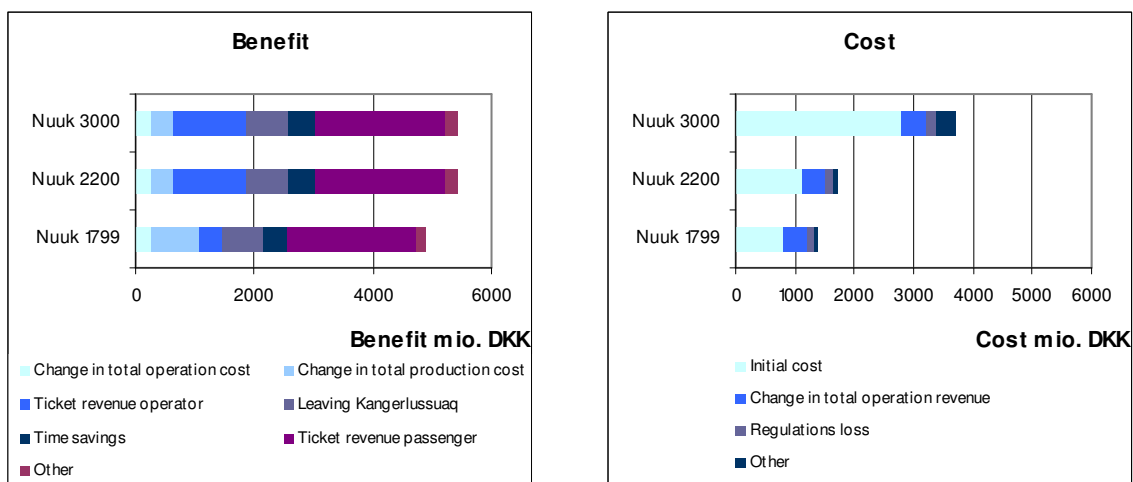 Benefit
Nuuk 3000
Nuuk 2200
Nuuk 1799
0 2000 4000 6000
Benefit mio. DKK
Change in total operation cost
Change in total production cost
Ticket revenue operator
Leaving Kangerlussuaq
Time savings
Ticket revenue passenger
Other
Cost
Nuuk 3000
Nuuk 2200
Nuuk 1799
0 1000 2000 3000 4000 5000 6000
Cost mio. DKK
Initial cost
Change in total operation revenue
Regulations loss
Other